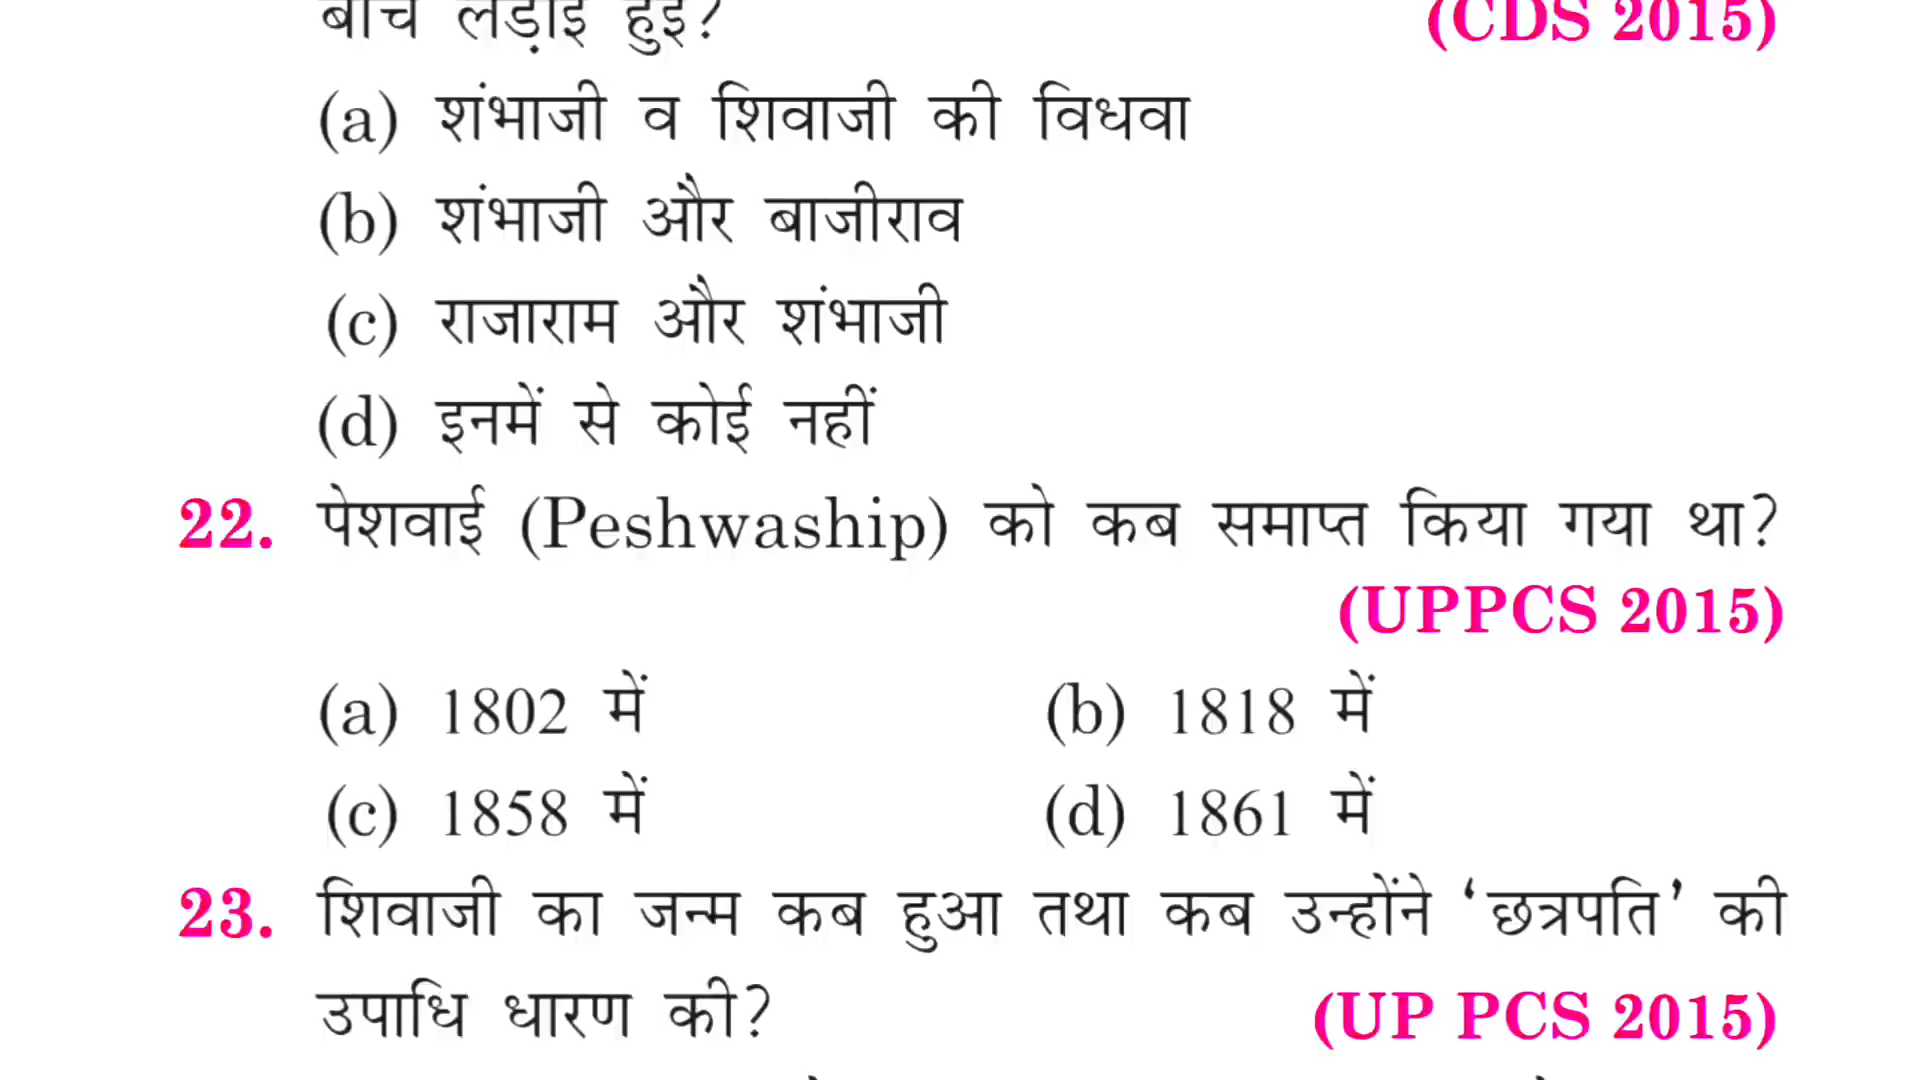 बीच लड़ाई हुई? (CDS 2015)
(a) शंभाजी व शिवाजी की विधवा
(b) शंभाजी और बाजीराव
(c) राजाराम और शंभाजी
(d) इनमें से कोई नहीं
22. पेशवाई (Peshwaship) को कब समाप्त किया गया था?
(UPPCS 2015)
(a) 1802 में (b) 1818 में
(c) 1858 में (d) 1861 में
23. शिवाजी का जन्म कब हुआ तथा कब उन्होंने ‘छत्रपति’ की
उपाधि धारण की? (UP PCS 2015)